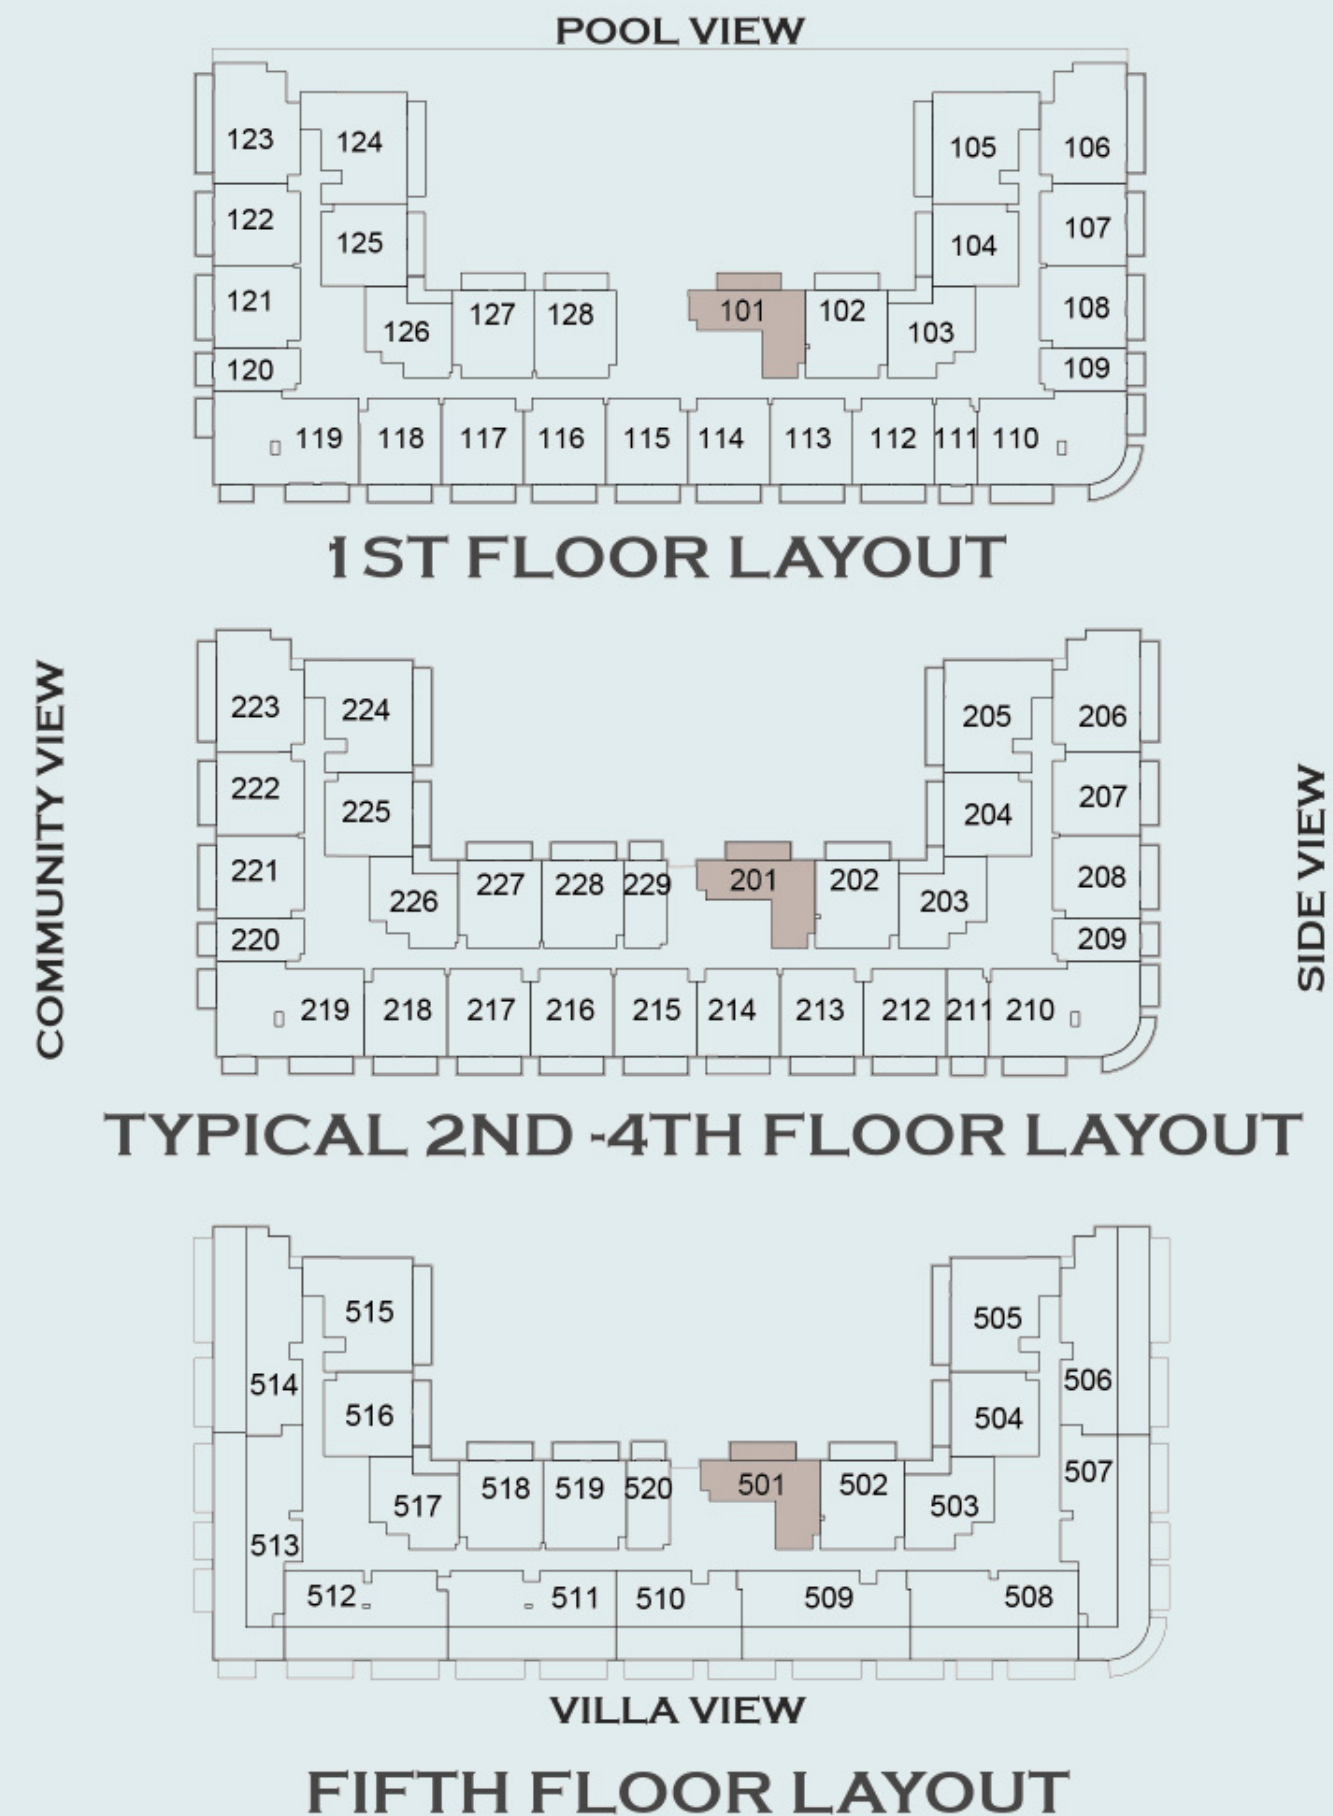 POOL VIEW
123 124 105 106
122 125 104 107
121 126 127 128 101 102 103 108
120 109
119 118 117 116 115 114 113 112 111 110
1ST FLOOR LAYOUT
COMMUNITY VIEW
SIDE VIEW
223 224 205 206
222 225 204 207
221 226 227 228 229 201 202 203 208
220 209
219 218 217 216 215 214 213 212 211 210
TYPICAL 2ND -4TH FLOOR LAYOUT
515 505
514 516 504 506
517 518 519 520 501 502 503 507
513
512 511 510 509 508
VILLA VIEW
FIFTH FLOOR LAYOUT